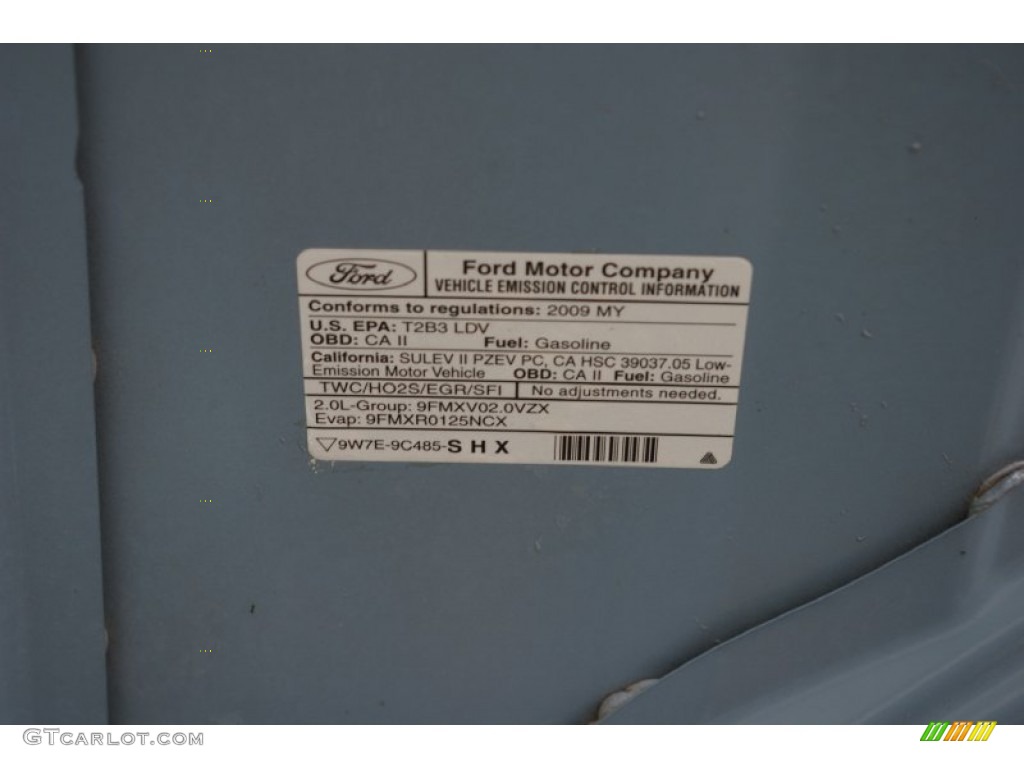 Ford
Ford Motor Company
VEHICLE EMISSION CONTROL INFORMATION
Conforms to regulations: 2009 MY
U.S. EPA: T2B3 LDV
OBD: CA II Fuel: Gasoline
California: SULEV II PZEV PC, CA HSC 39037.05 Low-
Emission Motor Vehicle OBD: CA II Fuel: Gasoline
TWC/HO2S/EGR/SFI No adjustments needed.
2.0L-Group: 9FMXV02.0VZX
Evap: 9FMXR0125NCX
9W7E-9C485-S H X
GTCARLOT.COM